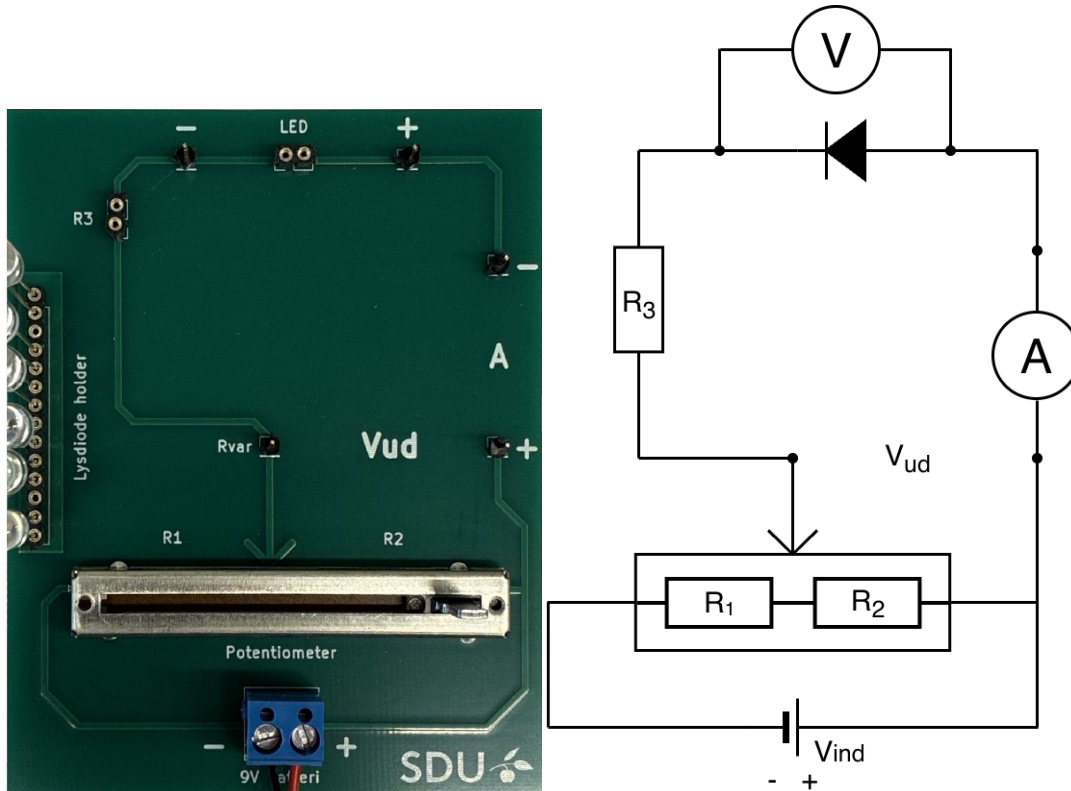 − LED +
R3
−
A
Lysdiode holder
Rvar
Vud
+
R1
R2
Potentiometer
−
+
9V
SDU
V
R3
A
Vud
R1
R2
Vind
- +